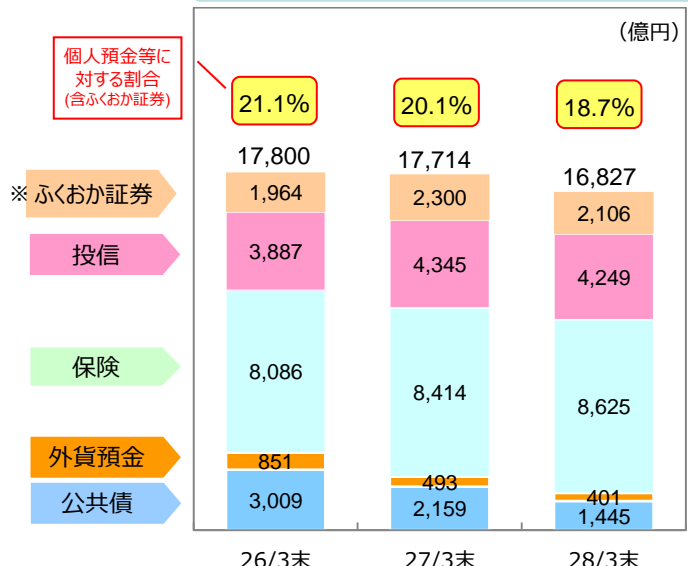 （億円）
個人預金等に
対する割合
(含ふくおか証券)
21.1%
20.1%
18.7%
17,800
17,714
16,827
※ ふくおか証券
1,964
2,300
2,106
投信
3,887
4,345
4,249
保険
8,086
8,414
8,625
外貨預金
851
493
401
公共債
3,009
2,159
1,445
26/3末
27/3末
28/3末